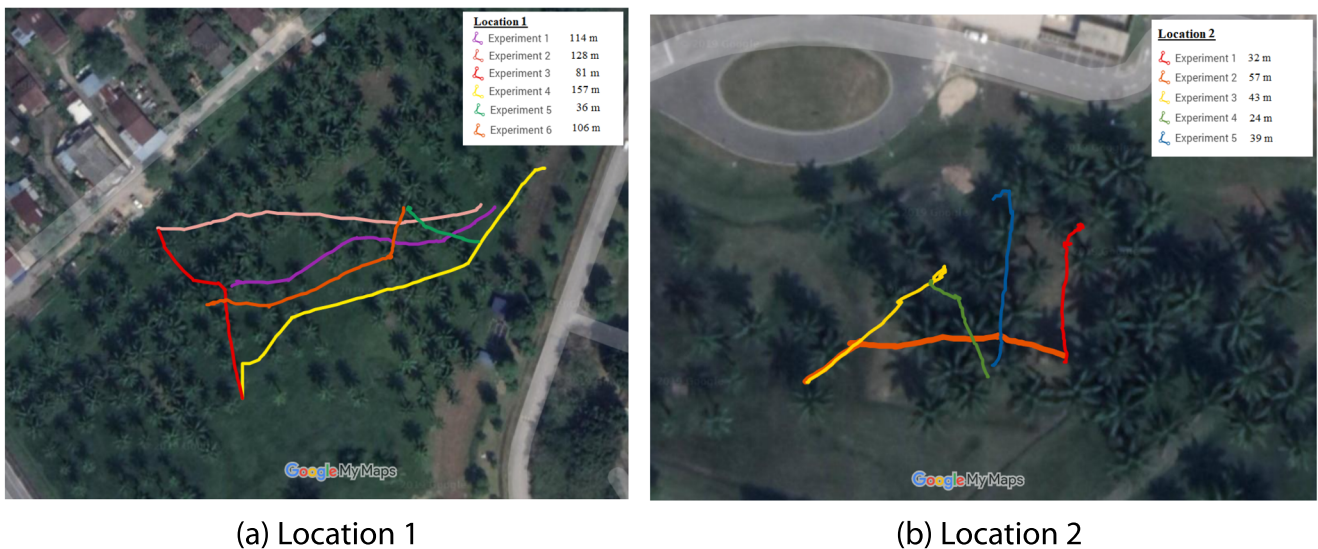 Location 1
Experiment 1 114 m
Experiment 2 128 m
Experiment 3 81 m
Experiment 4 157 m
Experiment 5 36 m
Experiment 6 106 m
Google My Maps
(a) Location 1
Location 2
Experiment 1 32 m
Experiment 2 57 m
Experiment 3 43 m
Experiment 4 24 m
Experiment 5 39 m
Google My Maps
(b) Location 2